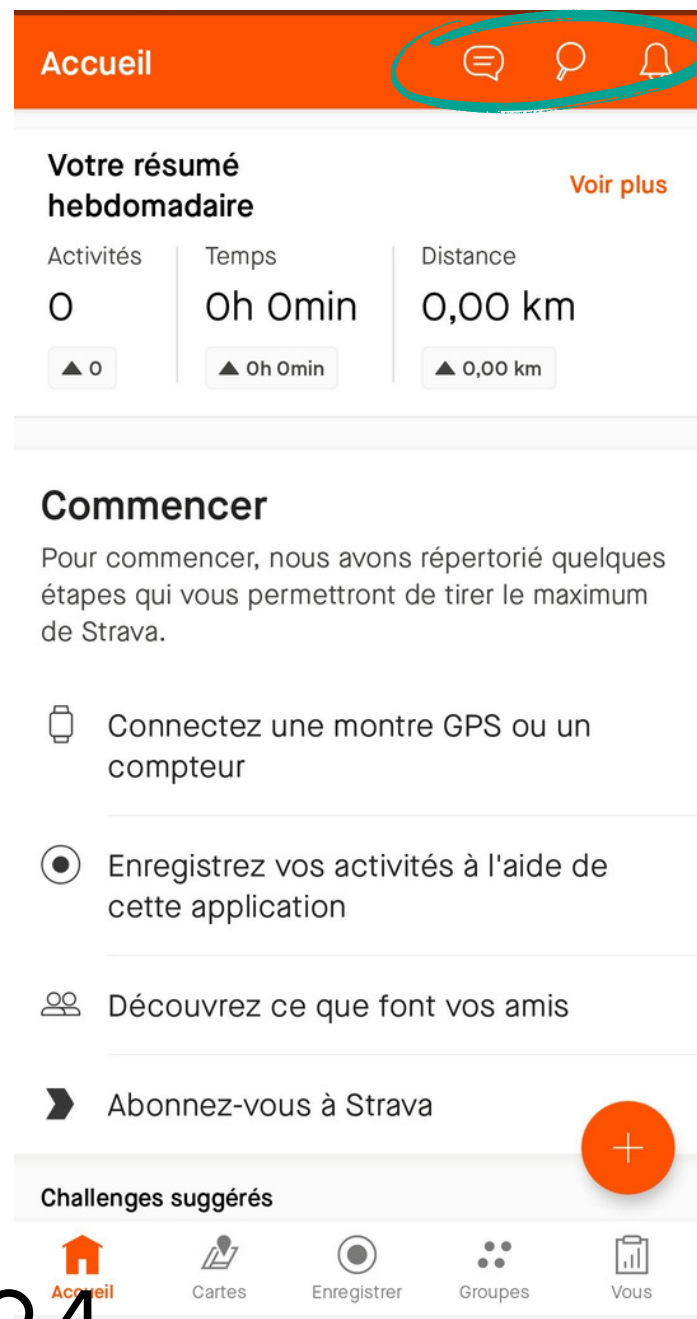 Accueil
Votre résumé
hebdomadaire
Voir plus
Activités Temps Distance
0 0h 0min 0,00 km
▲ 0 ▲ 0h 0min ▲ 0,00 km
Commencer
Pour commencer, nous avons répertorié quelques
étapes qui vous permettront de tirer le maximum
de Strava.
Connectez une montre GPS ou un
compteur
Enregistrez vos activités à l'aide de
cette application
Découvrez ce que font vos amis
Abonnez-vous à Strava
+
Challenges suggérés
Accueil Cartes Enregistrer Groupes Vous